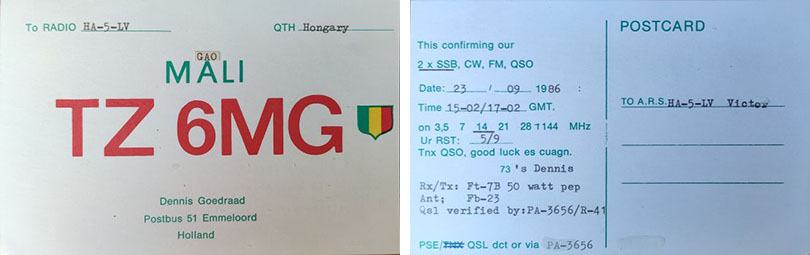 To RADIO HA-5-LV QTH Hongary
GAO
MALI
TZ 6MG
Dennis Goedraad
Postbus 51 Emmeloord
Holland
POSTCARD
This confirming our
2 x SSB, CW, FM, QSO
Date: 23 / 09 1986 :
Time 15-02/17-02 GMT.
on 3,5 7 14 21 28 144 MHz
Ur RST: 5/9
Tnx QSO, good luck es cuagn.
73 's Dennis
Rx/Tx: Ft-7B 50 watt pep
Ant; Fb-23
Qsl verified by:PA-3656/R-41
PSE/TNX QSL dct or via PA-3656
TO A.R.S. HA-5-LV Victor